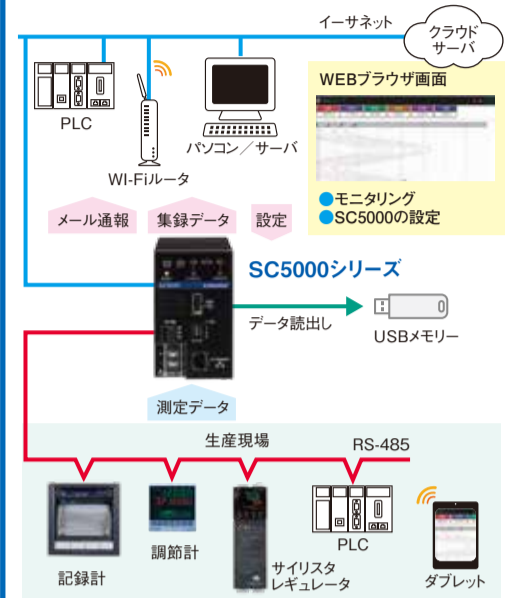 イーサネット
クラウド
サーバ
PLC
WI-Fiルータ
パソコン／サーバ
WEBブラウザ画面
●モニタリング
●SC5000の設定
メール通報
集録データ
設定
SC5000シリーズ
データ読出し
USBメモリー
測定データ
生産現場
RS-485
記録計
調節計
サイリスタ
レギュレータ
PLC
タブレット